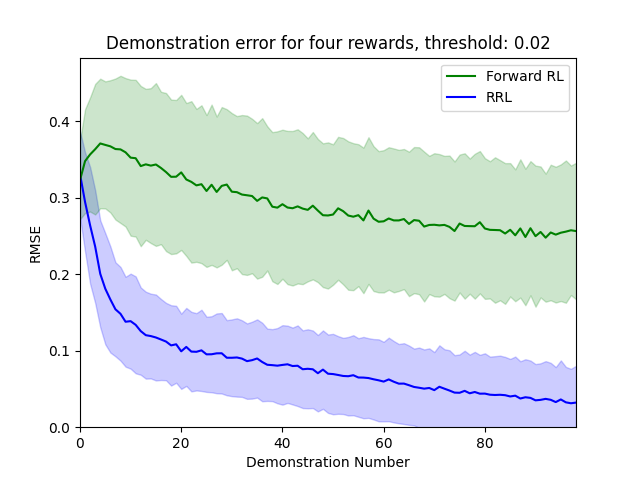 Demonstration error for four rewards, threshold: 0.02
Forward RL
RRL
RMSE
0.4
0.3
0.2
0.1
0.0
0 20 40 60 80
Demonstration Number